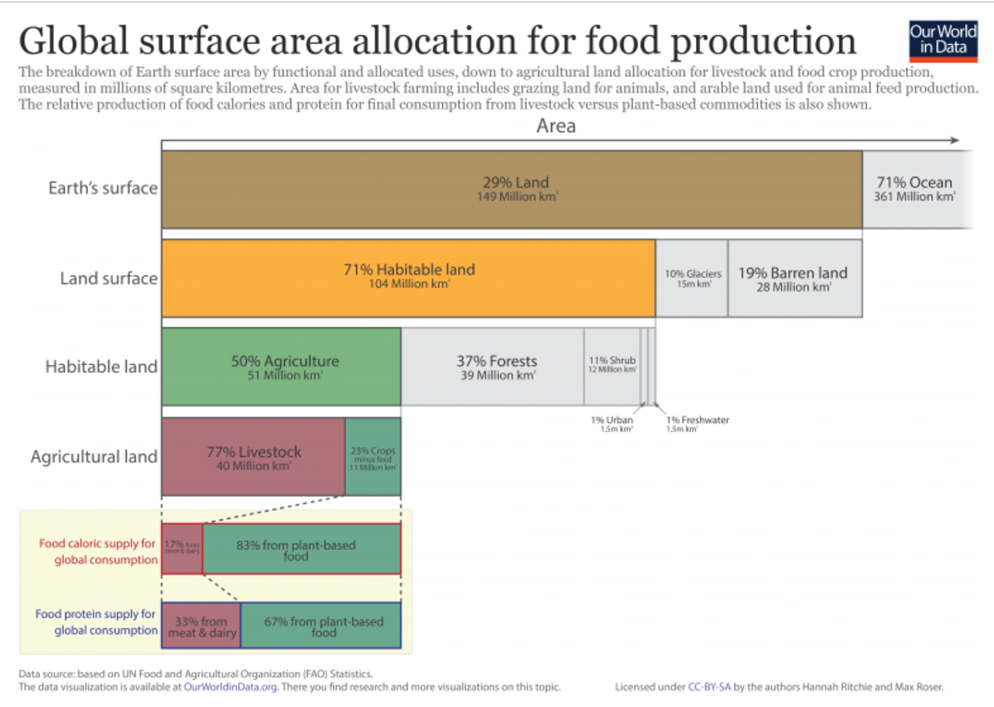 Global surface area allocation for food production
Our World
in Data
The breakdown of Earth surface area by functional and allocated uses, down to agricultural land allocation for livestock and food crop production,
measured in millions of square kilometres. Area for livestock farming includes grazing land for animals, and arable land used for animal feed production.
The relative production of food calories and protein for final consumption from livestock versus plant-based commodities is also shown.
Area
Earth's surface
29% Land
149 Million km²
71% Ocean
361 Million km²
Land surface
71% Habitable land
104 Million km²
10% Glaciers
15m km²
19% Barren land
28 Million km²
Habitable land
50% Agriculture
51 Million km²
37% Forests
39 Million km²
11% Shrub
12 Million km²
1% Urban
1.5m km²
1% Freshwater
1.5m km²
Agricultural land
77% Livestock
40 Million km²
23% Crops
minus feed
11 Million km²
Food caloric supply for
global consumption
17% from
meat & dairy
83% from plant-based
food
Food protein supply for
global consumption
33% from
meat & dairy
67% from plant-based
food
Data source: based on UN Food and Agricultural Organization (FAO) Statistics.
The data visualization is available at OurWorldinData.org. There you find research and more visualizations on this topic.
Licensed under CC-BY-SA by the authors Hannah Ritchie and Max Roser.